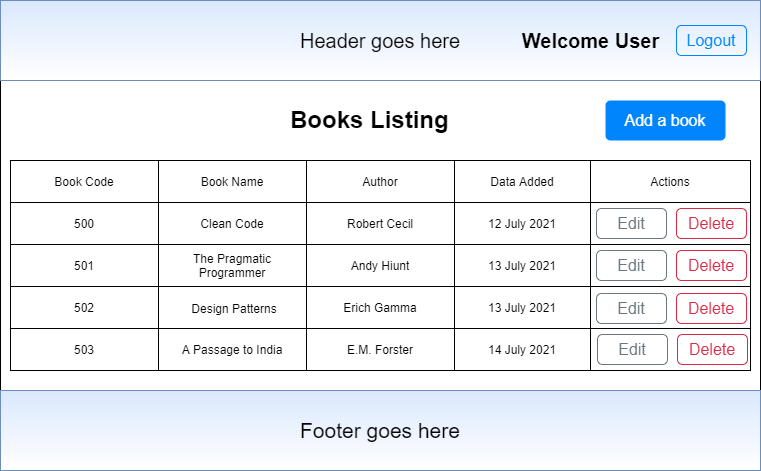 Header goes here Welcome User Logout
Books Listing Add a book
Book Code Book Name Author Data Added Actions
500 Clean Code Robert Cecil 12 July 2021 Edit Delete
501 The Pragmatic Programmer Andy Hiunt 13 July 2021 Edit Delete
502 Design Patterns Erich Gamma 13 July 2021 Edit Delete
503 A Passage to India E.M. Forster 14 July 2021 Edit Delete
Footer goes here